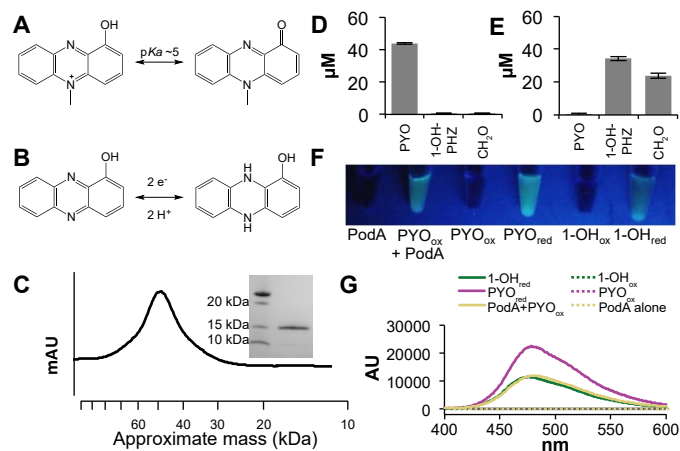 A
OH
N
N
+
pKa ~5
O
N
N
B
OH
N
N
2 e-
2 H+
H
N
OH
N
H
C
mAU
20 kDa
15 kDa
10 kDa
60
40
30
20
10
Approximate mass (kDa)
D
µM
60
40
20
0
PYO
1-OH-
PHZ
CH2O
E
µM
60
40
20
0
PYO
1-OH-
PHZ
CH2O
F
PodA
PYOox
+ PodA
PYOox
PYOred
1-OHox
1-OHred
G
1-OHred
1-OHox
PYOred
PYOox
PodA+PYOox
PodA alone
AU
30000
20000
10000
0
400
450
500
550
600
nm